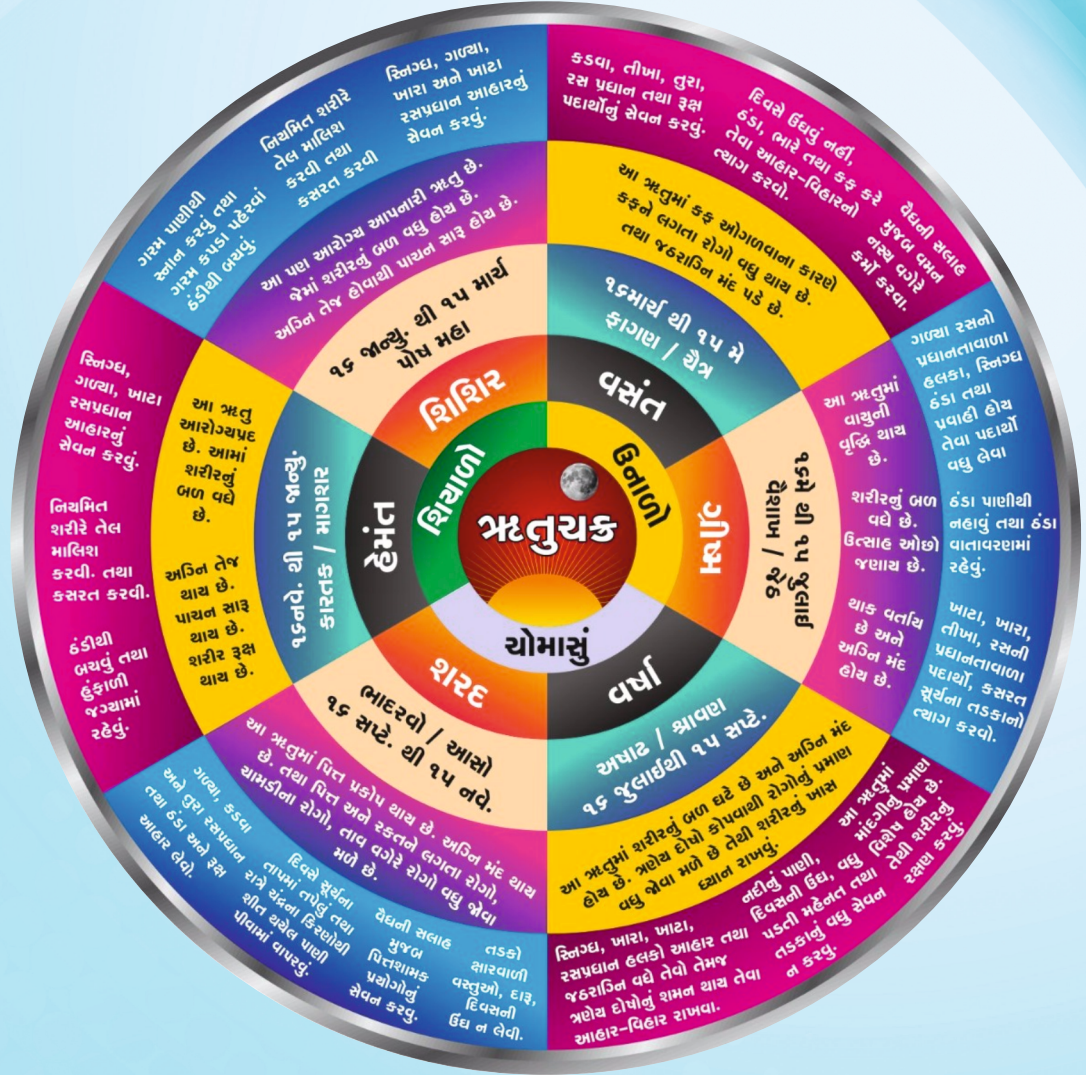 ઋતુચક્ર
શિયાળો
ઉનાળો
ચોમાસું
શિશિર
૧૬ જાન્યુ. થી ૧૫ માર્ચ
પોષ મહા
આ પણ આરોગ્ય આપનારી ઋતુ છે.
જેમાં શરીરનું બળ વધુ હોય છે.
અગ્નિ તેજ હોવાથી પાચન સારૂ હોય છે.
ગરમ પાણીથી
સ્નાન કરવું તથા
ગરમ કપડા પહેરવાં
ઠંડીથી બચવું.
નિયમિત શરીરે
તેલ માલિશ
કરવી તથા
કસરત કરવી
સ્નિગ્ધ, ગળ્યા,
ખારા અને ખાટા
રસપ્રધાન આહારનું
સેવન કરવું.
વસંત
૧૬માર્ચ થી ૧૫ મે
ફાગણ / ચૈત્ર
આ ઋતુમાં કફ ઓગળવાના કારણે
કફને લગતા રોગો વધુ થાય છે.
તથા જઠરાગ્નિ મંદ પડે છે.
કડવા, તીખા, તુરા,
રસ પ્રધાન તથા રૂક્ષ
પદાર્થોનું સેવન કરવું.
દિવસે ઉંઘવું નહી,
ઠંડા, ભારે તથા કફ કરે
તેવા આહાર-વિહારનો
ત્યાગ કરવો.
વૈદ્યની સલાહ
મુજબ વમન
નસ્ય વગેરે
કર્મો કરવા.
ગ્રીષ્મ
૧૬મે થી ૧૫ જુલાઈ
વૈશાખ / જેઠ
આ ઋતુમાં
વાયુની
વૃદ્ધિ થાય
છે.
શરીરનું બળ
વધે છે.
ઉત્સાહ ઓછો
જણાય છે.
થાક વર્તાય
છે અને
અગ્નિ મંદ
હોય છે.
ગળ્યા રસનો
પ્રધાનતાવાળા
હલકા, સ્નિગ્ધ
ઠંડા તથા
પ્રવાહી હોય
તેવા પદાર્થો
વધુ લેવા
ઠંડા પાણીથી
નહાવું તથા ઠંડા
વાતાવરણમાં
રહેવું.
ખાટા, ખારા,
તીખા, રસની
પ્રધાનતાવાળા
પદાર્થો, કસરત
સૂર્યના તડકાનો
ત્યાગ કરવો.
વર્ષા
અષાઢ / શ્રાવણ
૧૬ જુલાઈથી ૧૫ સપ્ટે.
આ ઋતુમાં શરીરનું બળ ઘટે છે અને અગ્નિ મંદ
હોય છે. ત્રણેય દોષો કોપવાથી રોગોનું પ્રમાણ
વધુ જોવા મળે છે તેથી શરીરનું ખાસ
ધ્યાન રાખવું.
આ ઋતુમાં
માંદગીનું પ્રમાણ
વિશેષ હોય છે.
તેથી શરીરનું
રક્ષણ કરવું.
નદીનું પાણી,
દિવસની ઉંઘ, વધુ
પડતી મહેનત તથા
તડકાનું વધુ સેવન
ન કરવું.
સ્નિગ્ધ, ખારા, ખાટા,
રસપ્રધાન હલકો આહાર તથા
જઠરાગ્નિ વધે તેવો તેમજ
ત્રણેય દોષોનું શમન થાય તેવા
આહાર-વિહાર રાખવા.
શરદ
ભાદરવો / આસો
૧૬ સપ્ટે. થી ૧૫ નવે.
આ ઋતુમાં પિત્ત પ્રકોપ થાય છે. અગ્નિ મંદ થાય
છે. તથા પિત્ત અને રક્તને લગતા રોગો,
ચામડીના રોગો, તાવ વગેરે રોગો વધુ જોવા
મળે છે.
ગળ્યા, કડવા
અને તુરા રસપ્રધાન
તથા ઠંડા અને રૂક્ષ
આહાર લેવો.
દિવસે સૂર્યના
તાપમાં તપેલું તથા
રાત્રે ચંદ્રના કિરણોથી
શીત થયેલ પાણી
પીવામાં વાપરવું.
વૈદ્યની સલાહ
મુજબ
પિત્તશામક
પ્રયોગોનું
સેવન કરવુ.
તડકો
ક્ષારવાળી
વસ્તુઓ, દારૂ,
દિવસની
ઉંઘ ન લેવી.
હેમંત
૧૬નવે. થી ૧૫ જાન્યુ.
કારતક / માગશર
આ ઋતુ
આરોગ્યપ્રદ
છે. આમાં
શરીરનું
બળ વધે
છે.
અગ્નિ તેજ
થાય છે.
પાચન સારૂ
થાય છે.
શરીર રૂક્ષ
થાય છે.
સ્નિગ્ધ,
ગળ્યા, ખાટા
રસપ્રધાન
આહારનું
સેવન કરવું.
નિયમિત
શરીરે તેલ
માલિશ
કરવી. તથા
કસરત કરવી.
ઠંડીથી
બચવું તથા
હુંફાળી
જગ્યામાં
રહેવું.